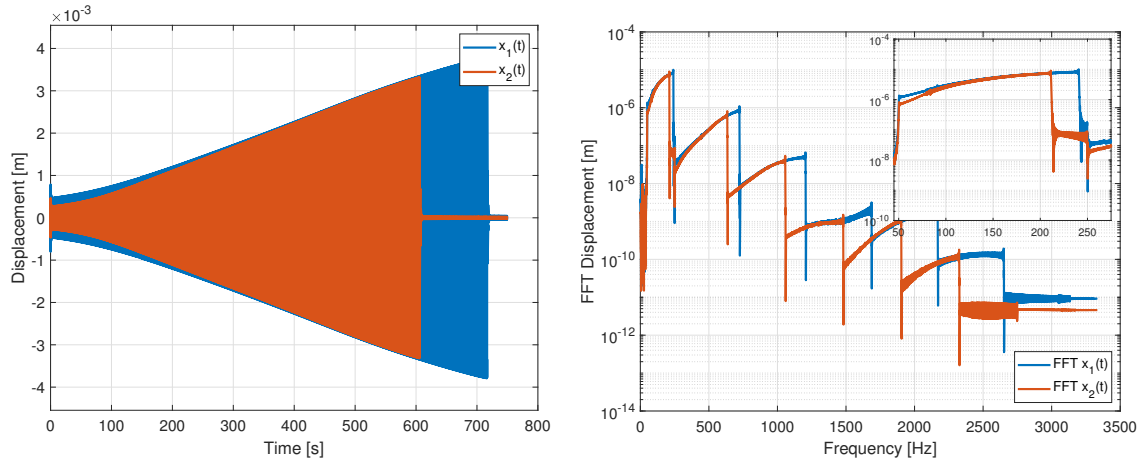 ×10⁻³
4
3
2
1
0
-1
-2
-3
-4
0 100 200 300 400 500 600 700 800
Displacement [m]
Time [s]
x₁(t)
x₂(t)
10⁻⁴
10⁻⁶
10⁻⁸
10⁻¹⁰
10⁻¹²
10⁻¹⁴
0 500 1000 1500 2000 2500 3000 3500
FFT Displacement [m]
Frequency [Hz]
10⁻⁴
10⁻⁶
10⁻⁸
10⁻¹⁰
50 100 150 200 250
FFT x₁(t)
FFT x₂(t)